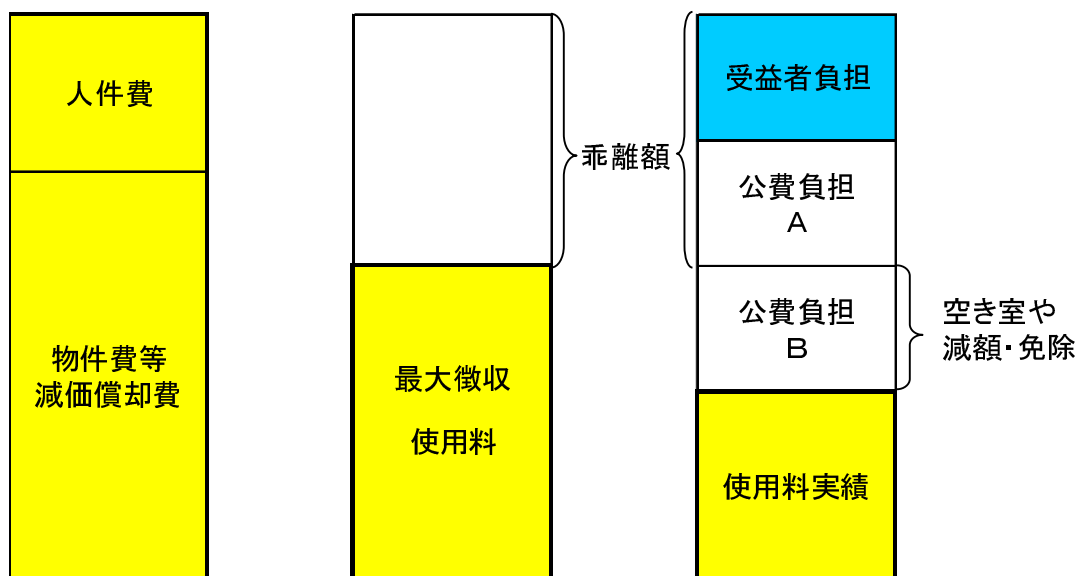 人件費
物件費等
減価償却費
最大徴収
使用料
乖離額
受益者負担
公費負担
A
公費負担
B
空き室や
減額・免除
使用料実績